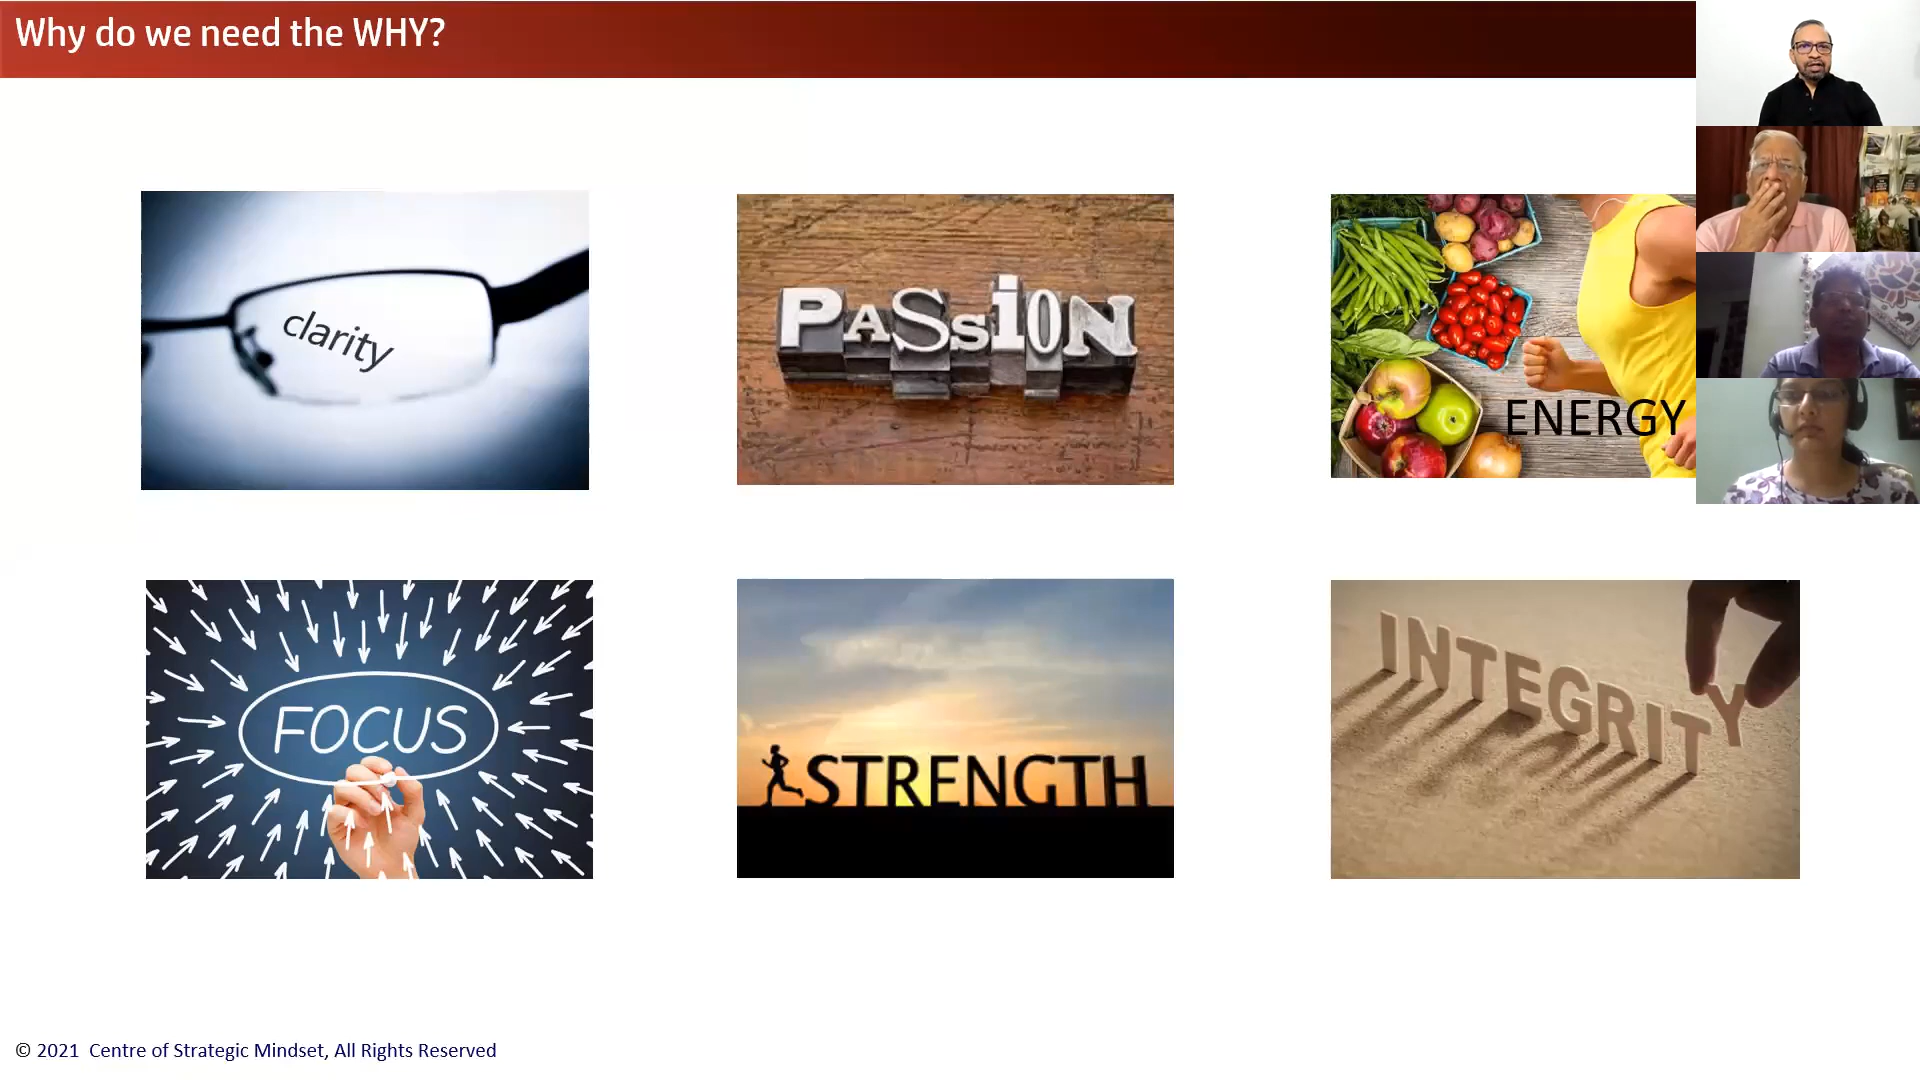 Why do we need the WHY?
clarity
PASSiON
ENERGY
FOCUS
STRENGTH
INTEGRITY
© 2021 Centre of Strategic Mindset, All Rights Reserved